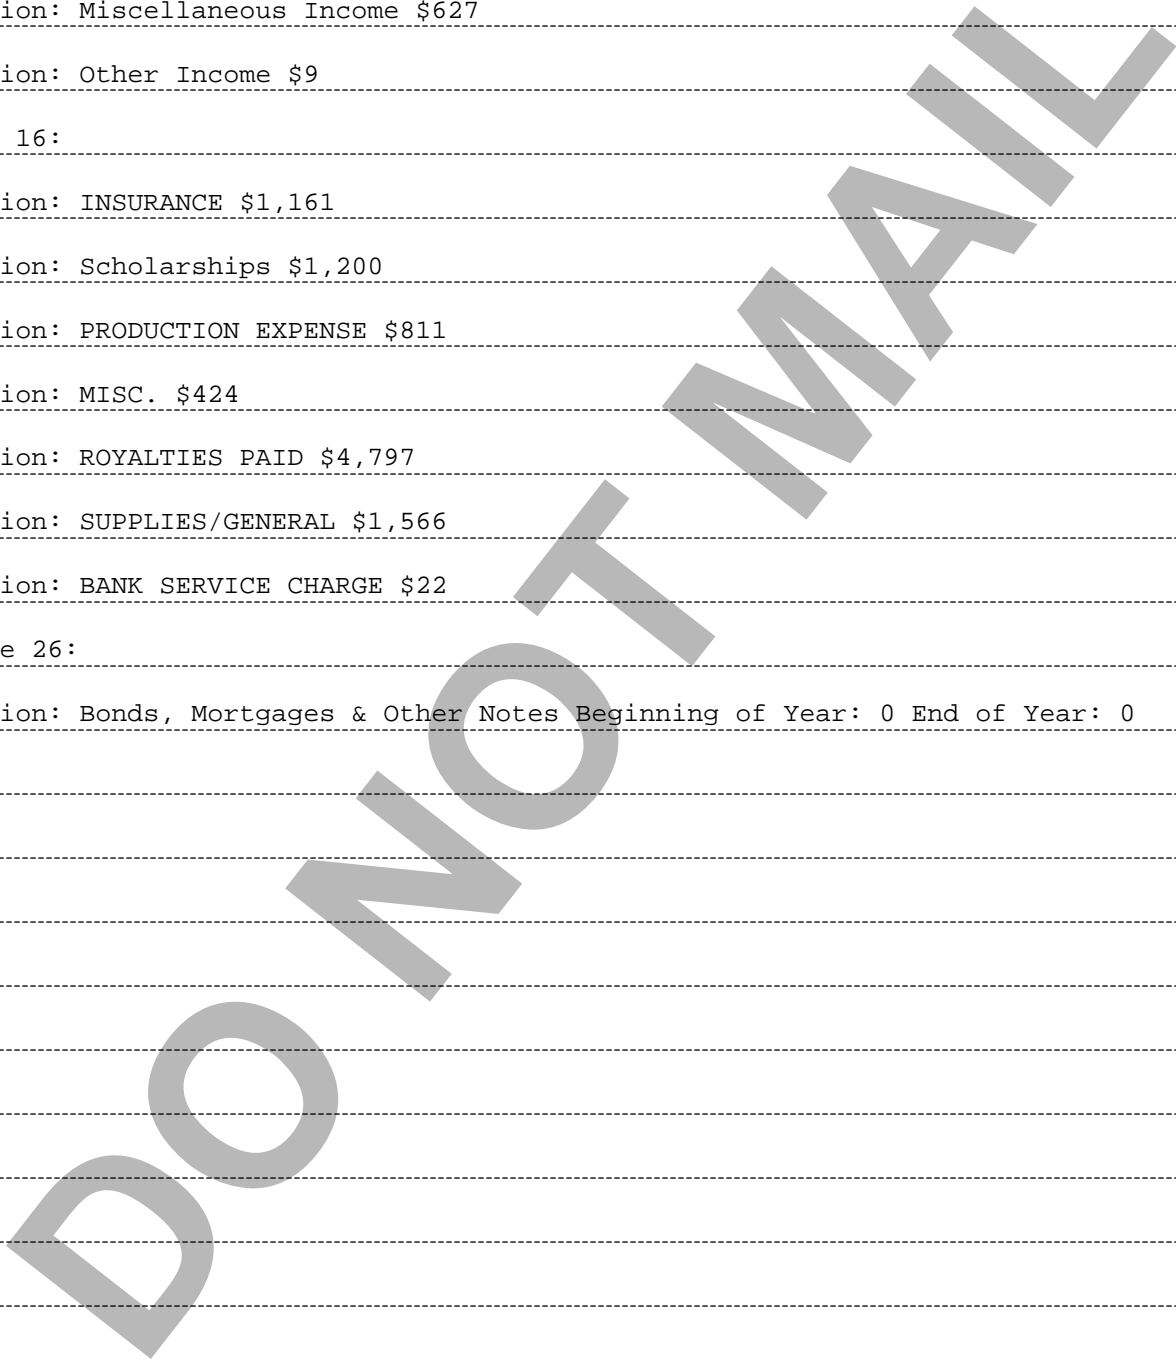 ion: Miscellaneous Income $627
ion: Other Income $9
16:
ion: INSURANCE $1,161
ion: Scholarships $1,200
ion: PRODUCTION EXPENSE $811
ion: MISC. $424
ion: ROYALTIES PAID $4,797
ion: SUPPLIES/GENERAL $1,566
ion: BANK SERVICE CHARGE $22
e 26:
ion: Bonds, Mortgages & Other Notes Beginning of Year: 0 End of Year: 0
DO NOT MAIL